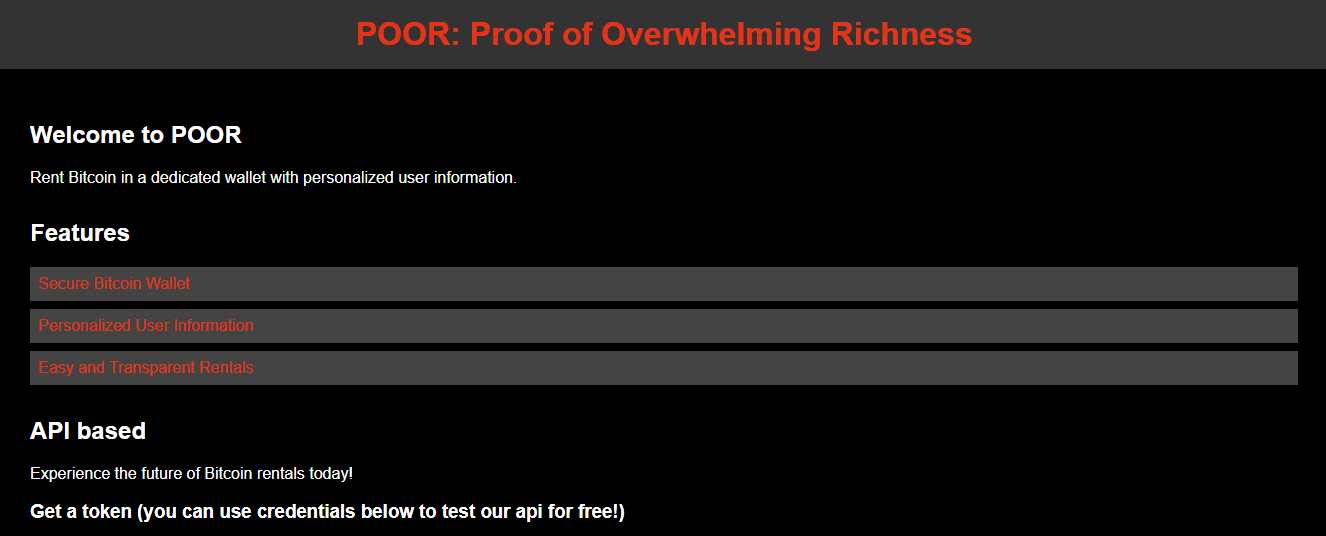 POOR: Proof of Overwhelming Richness
Welcome to POOR
Rent Bitcoin in a dedicated wallet with personalized user information.
Features
Secure Bitcoin Wallet
Personalized User Information
Easy and Transparent Rentals
API based
Experience the future of Bitcoin rentals today!
Get a token (you can use credentials below to test our api for free!)